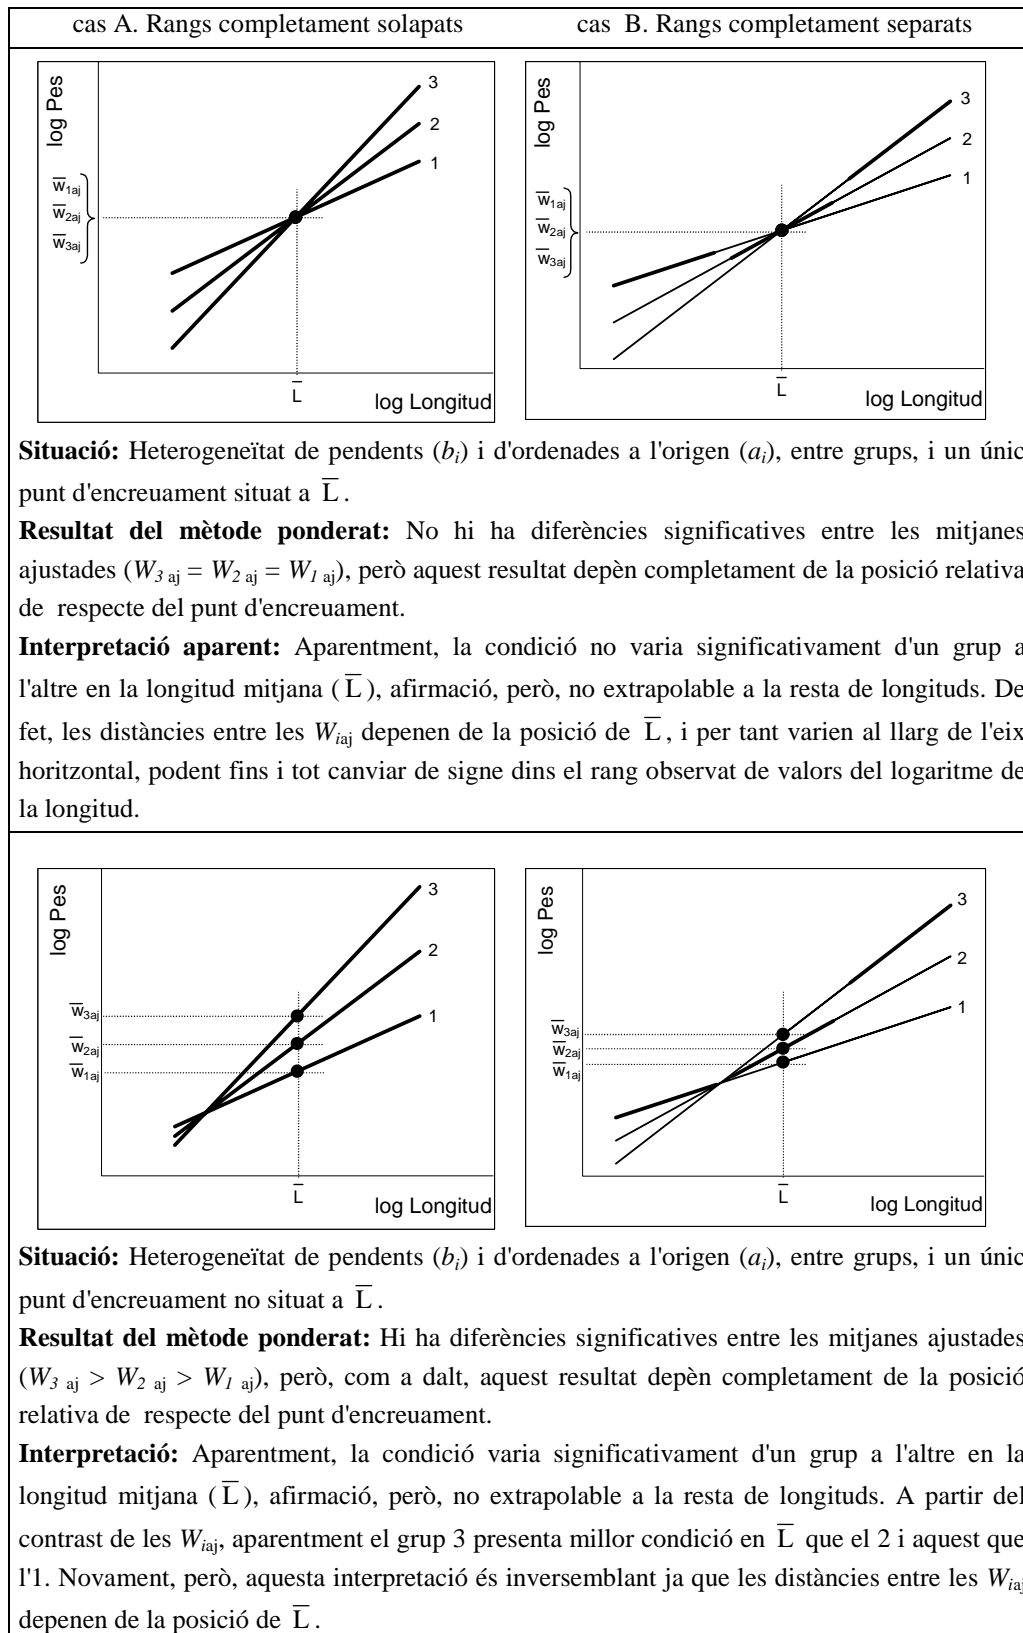 cas A. Rangs completament solapats
cas B. Rangs completament separats
log Pes
3
2
1
w̅1aj
w̅2aj
w̅3aj
L̅
log Longitud
log Pes
3
2
1
w̅1aj
w̅2aj
w̅3aj
L̅
log Longitud
Situació: Heterogeneïtat de pendents (bi) i d'ordenades a l'origen (ai), entre grups, i un únic
punt d'encreuament situat a L̅.
Resultat del mètode ponderat: No hi ha diferències significatives entre les mitjanes
ajustades (W3 aj = W2 aj = W1 aj), però aquest resultat depèn completament de la posició relativa
de respecte del punt d'encreuament.
Interpretació aparent: Aparentment, la condició no varia significativament d'un grup a
l'altre en la longitud mitjana (L̅), afirmació, però, no extrapolable a la resta de longituds. De
fet, les distàncies entre les Wiaj depenen de la posició de L̅, i per tant varien al llarg de l'eix
horitzontal, podent fins i tot canviar de signe dins el rang observat de valors del logaritme de
la longitud.
log Pes
3
2
1
w̅3aj
w̅2aj
w̅1aj
L̅
log Longitud
log Pes
3
2
1
w̅3aj
w̅2aj
w̅1aj
L̅
log Longitud
Situació: Heterogeneïtat de pendents (bi) i d'ordenades a l'origen (ai), entre grups, i un únic
punt d'encreuament no situat a L̅.
Resultat del mètode ponderat: Hi ha diferències significatives entre les mitjanes ajustades
(W3 aj > W2 aj > W1 aj), però, com a dalt, aquest resultat depèn completament de la posició
relativa de respecte del punt d'encreuament.
Interpretació: Aparentment, la condició varia significativament d'un grup a l'altre en la
longitud mitjana (L̅), afirmació, però, no extrapolable a la resta de longituds. A partir del
contrast de les Wiaj, aparentment el grup 3 presenta millor condició en L̅ que el 2 i aquest que
l'1. Novament, però, aquesta interpretació és inversemblant ja que les distàncies entre les Wiaj
depenen de la posició de L̅.